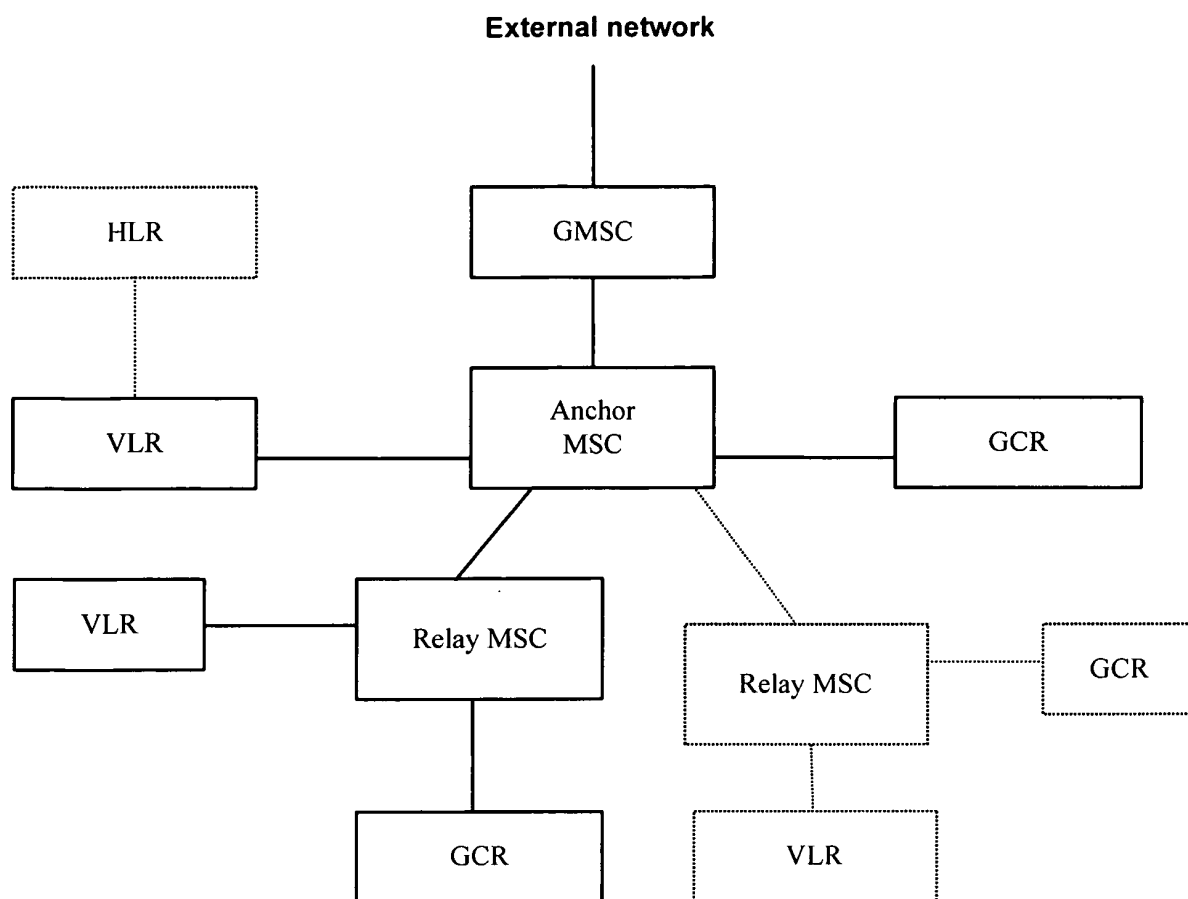 External network
HLR
GMSC
VLR
Anchor
MSC
GCR
VLR
Relay MSC
Relay MSC
GCR
GCR
VLR